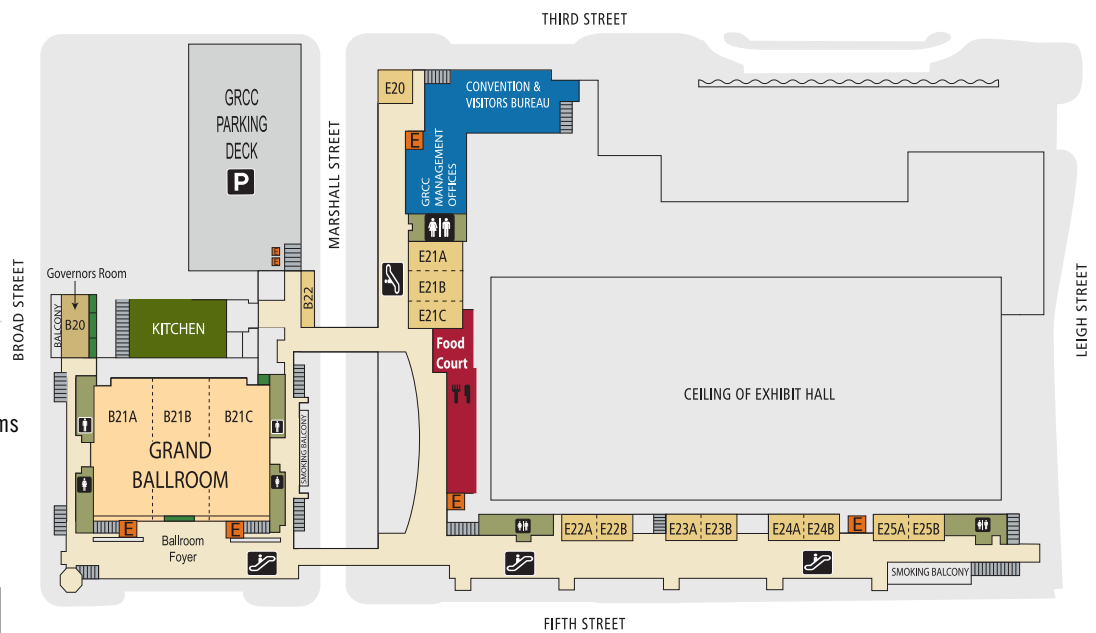 THIRD STREET
E20
CONVENTION &
VISITORS BUREAU
GRCC
PARKING
DECK
P
E
GRCC
MANAGEMENT
OFFICES
MARSHALL STREET
E21A
E
E
Governors Room
E21B
B22
BROAD STREET
BALCONY
B20
KITCHEN
E21C
LEIGH STREET
Food
Court
CEILING OF EXHIBIT HALL
B21A
B21B
B21C
ms
SMOKING BALCONY
GRAND
BALLROOM
E
E
E
E22A
E22B
E23A
E23B
E24A
E24B
E
E25A
E25B
Ballroom
Foyer
SMOKING BALCONY
FIFTH STREET